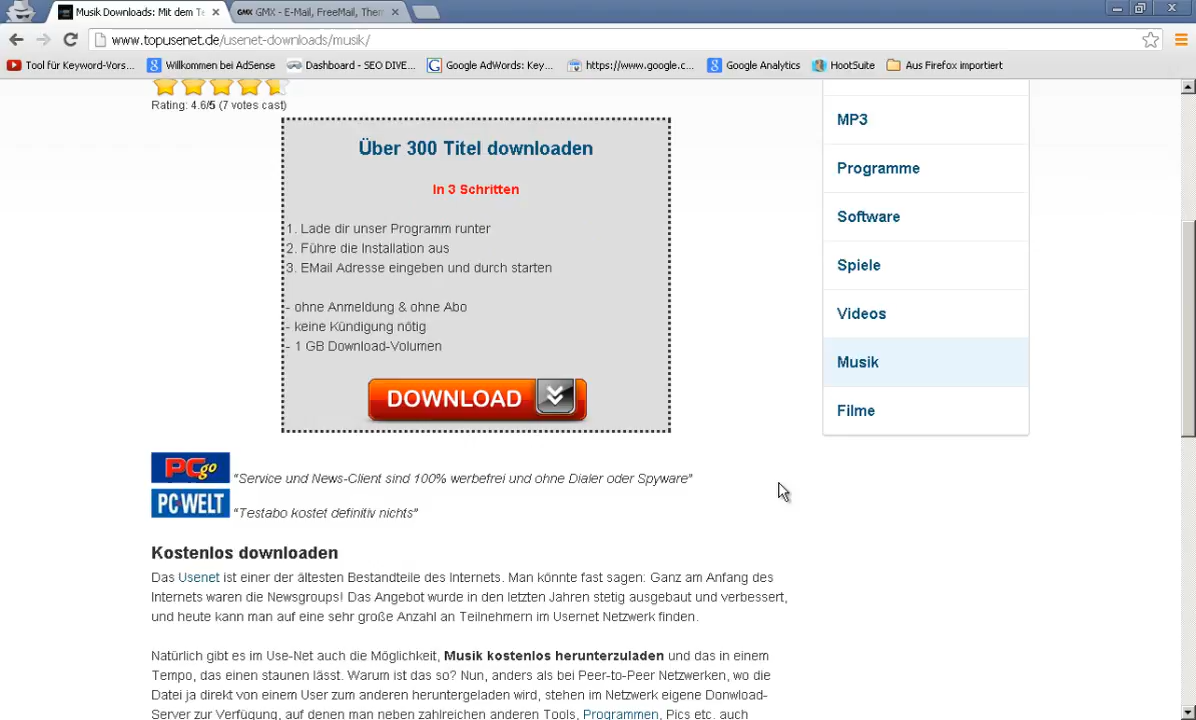 Musik Downloads: Mit dem Te
GMX - E-Mail, FreeMail, Them
www.topusenet.de/usenet-downloads/musik/
Tool für Keyword-Vors...
Willkommen bei AdSense
Dashboard - SEO DIVE...
Google AdWords: Key...
https://www.google.c...
Google Analytics
HootSuite
Aus Firefox importiert
Rating: 4.6/5 (7 votes cast)
Über 300 Titel downloaden
In 3 Schritten
1. Lade dir unser Programm runter
2. Führe die Installation aus
3. EMail Adresse eingeben und durch starten
- ohne Anmeldung & ohne Abo
- keine Kündigung nötig
- 1 GB Download-Volumen
DOWNLOAD
MP3
Programme
Software
Spiele
Videos
Musik
Filme
PCgo "Service und News-Client sind 100% werbefrei und ohne Dialer oder Spyware"
PC WELT "Testabo kostet definitiv nichts"
Kostenlos downloaden
Das Usenet ist einer der ältesten Bestandteile des Internets. Man könnte fast sagen: Ganz am Anfang des
Internets waren die Newsgroups! Das Angebot wurde in den letzten Jahren stetig ausgebaut und verbessert,
und heute kann man auf eine sehr große Anzahl an Teilnehmern im Usernet Netzwerk finden.
Natürlich gibt es im Use-Net auch die Möglichkeit, Musik kostenlos herunterzuladen und das in einem
Tempo, das einen staunen lässt. Warum ist das so? Nun, anders als bei Peer-to-Peer Netzwerken, wo die
Datei ja direkt von einem User zum anderen heruntergeladen wird, stehen im Netzwerk eigene Donwload-
Server zur Verfügung, auf denen man neben zahlreichen anderen Tools, Programmen, Pics etc. auch